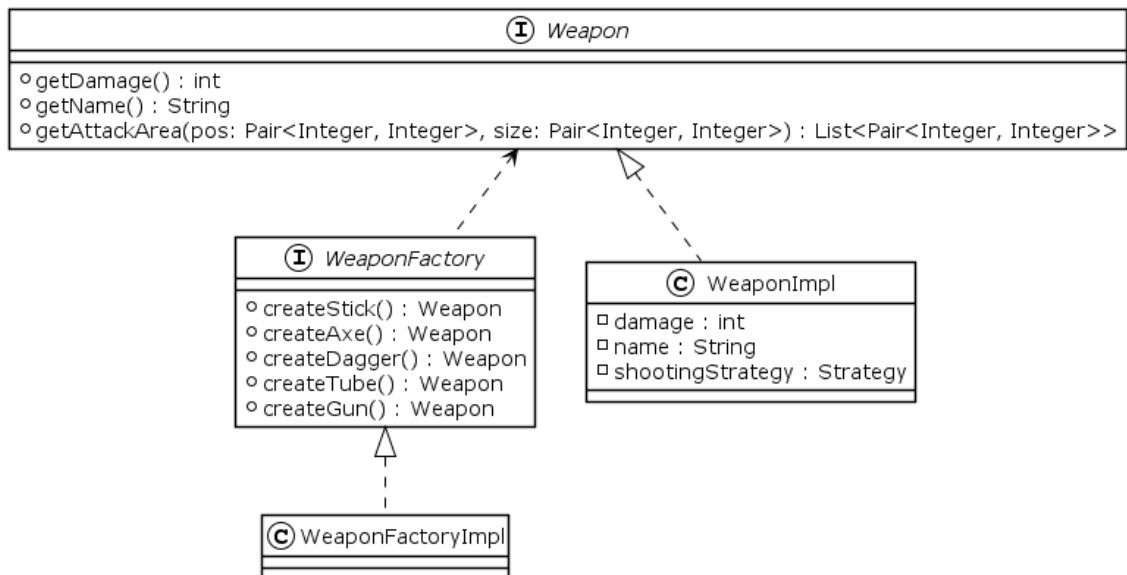 I Weapon
getDamage() : int
getName() : String
getAttackArea(pos: Pair<Integer, Integer>, size: Pair<Integer, Integer>) : List<Pair<Integer, Integer>>
I WeaponFactory
createStick() : Weapon
createAxe() : Weapon
createDagger() : Weapon
createTube() : Weapon
createGun() : Weapon
C WeaponImpl
damage : int
name : String
shootingStrategy : Strategy
C WeaponFactoryImpl